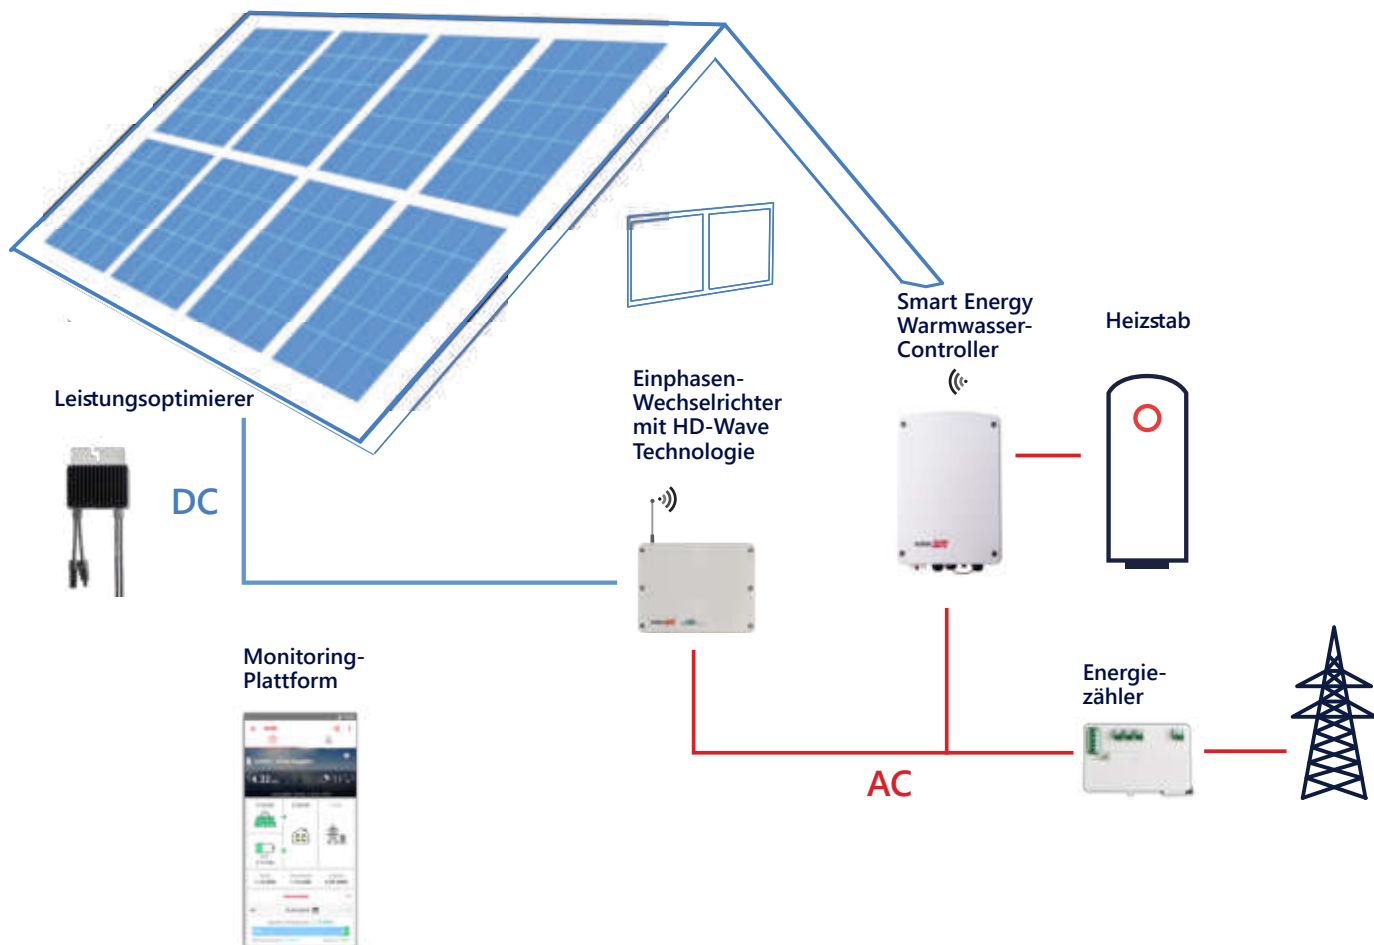 Smart Energy
Warmwasser-
Controller
Heizstab
Einphasen-
Wechselrichter
mit HD-Wave
Technologie
Leistungsoptimierer
DC
Monitoring-
Plattform
Energie-
zähler
AC